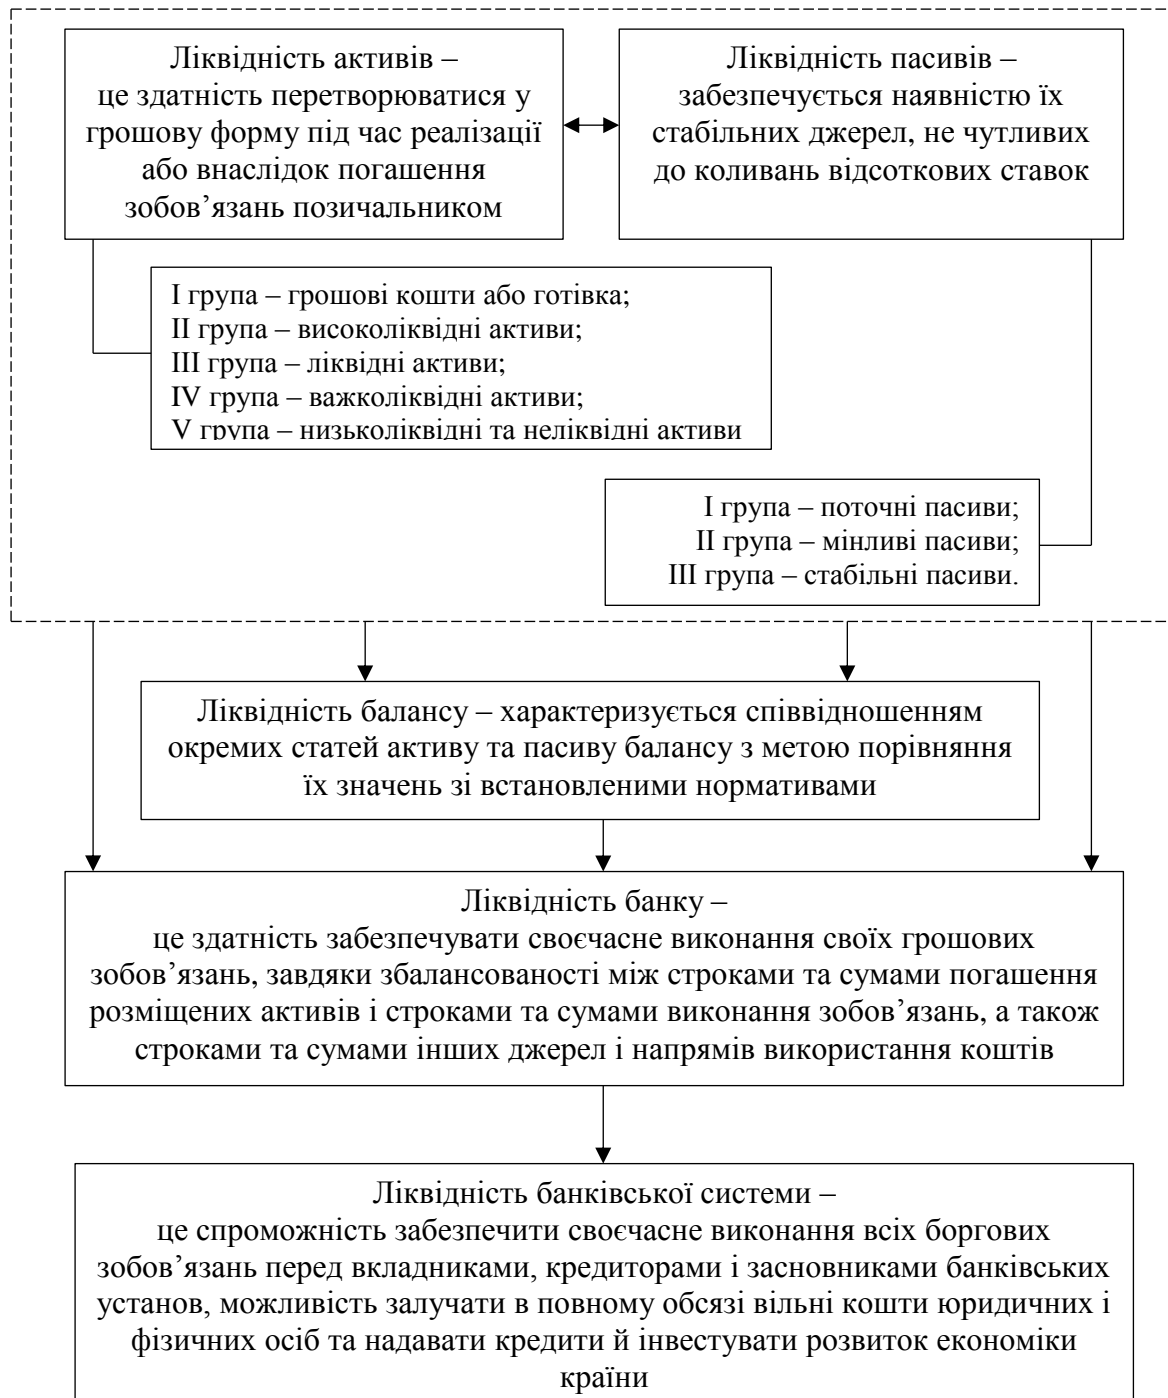 Ліквідність активів –
це здатність перетворюватися у
грошову форму під час реалізації
або внаслідок погашення
зобов’язань позичальником
Ліквідність пасивів –
забезпечується наявністю їх
стабільних джерел, не чутливих
до коливань відсоткових ставок
I група – грошові кошти або готівка;
II група – високоліквідні активи;
III група – ліквідні активи;
IV група – важколіквідні активи;
V група – низьколіквідні та неліквідні активи
I група – поточні пасиви;
II група – мінливі пасиви;
III група – стабільні пасиви.
Ліквідність балансу – характеризується співвідношенням
окремих статей активу та пасиву балансу з метою порівняння
їх значень зі встановленими нормативами
Ліквідність банку –
це здатність забезпечувати своєчасне виконання своїх грошових
зобов’язань, завдяки збалансованості між строками та сумами погашення
розміщених активів і строками та сумами виконання зобов’язань, а також
строками та сумами інших джерел і напрямів використання коштів
Ліквідність банківської системи –
це спроможність забезпечити своєчасне виконання всіх боргових
зобов’язань перед вкладниками, кредиторами і засновниками банківських
установ, можливість залучати в повному обсязі вільні кошти юридичних і
фізичних осіб та надавати кредити й інвестувати розвиток економіки
країни